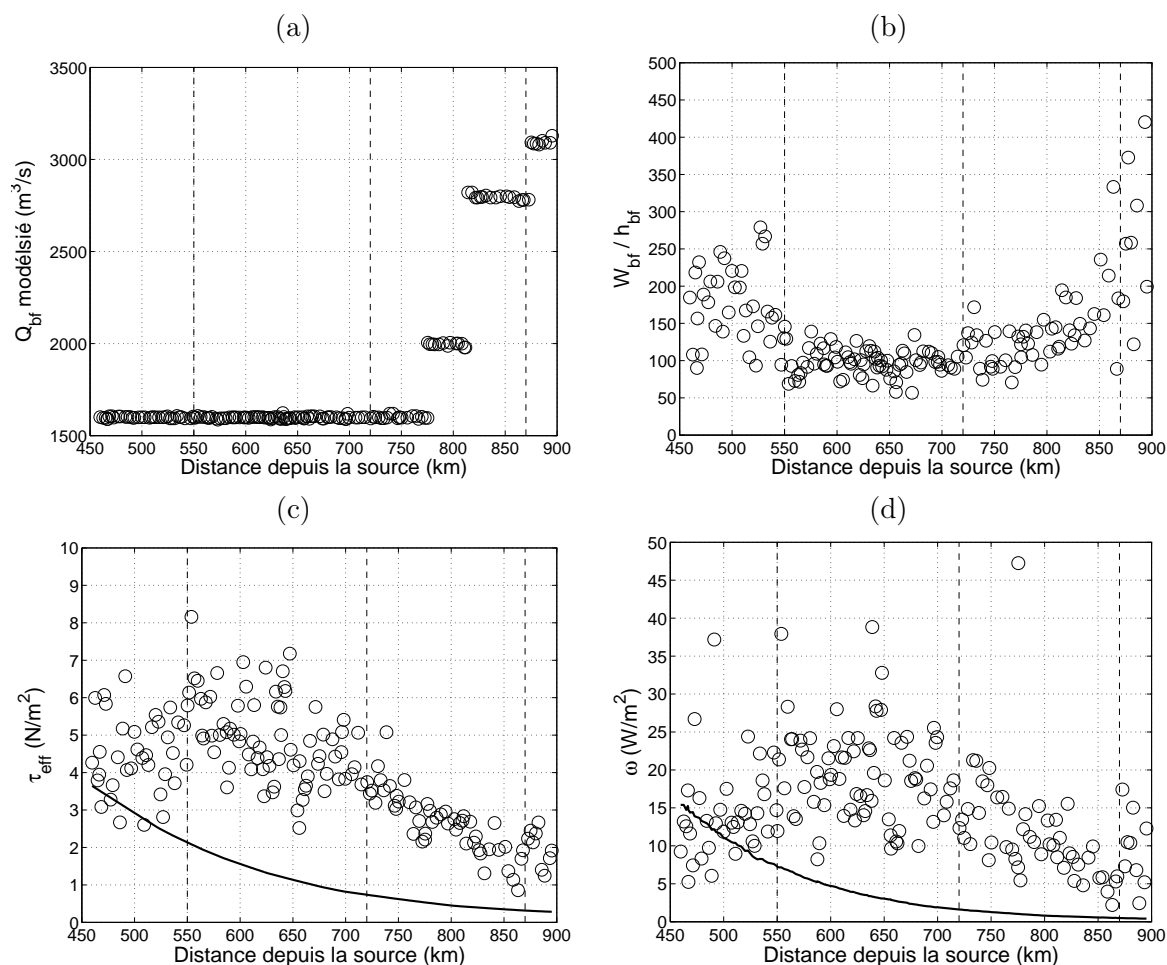 (a)
3500
3000
2500
2000
1500
Q_bf modélsié (m^3/s)
450 500 550 600 650 700 750 800 850 900
Distance depuis la source (km)
(b)
500
450
400
350
300
250
200
150
100
50
0
W_bf / h_bf
450 500 550 600 650 700 750 800 850 900
Distance depuis la source (km)
(c)
10
9
8
7
6
5
4
3
2
1
0
τ_eff (N/m^2)
450 500 550 600 650 700 750 800 850 900
Distance depuis la source (km)
(d)
50
45
40
35
30
25
20
15
10
5
0
ω (W/m^2)
450 500 550 600 650 700 750 800 850 900
Distance depuis la source (km)